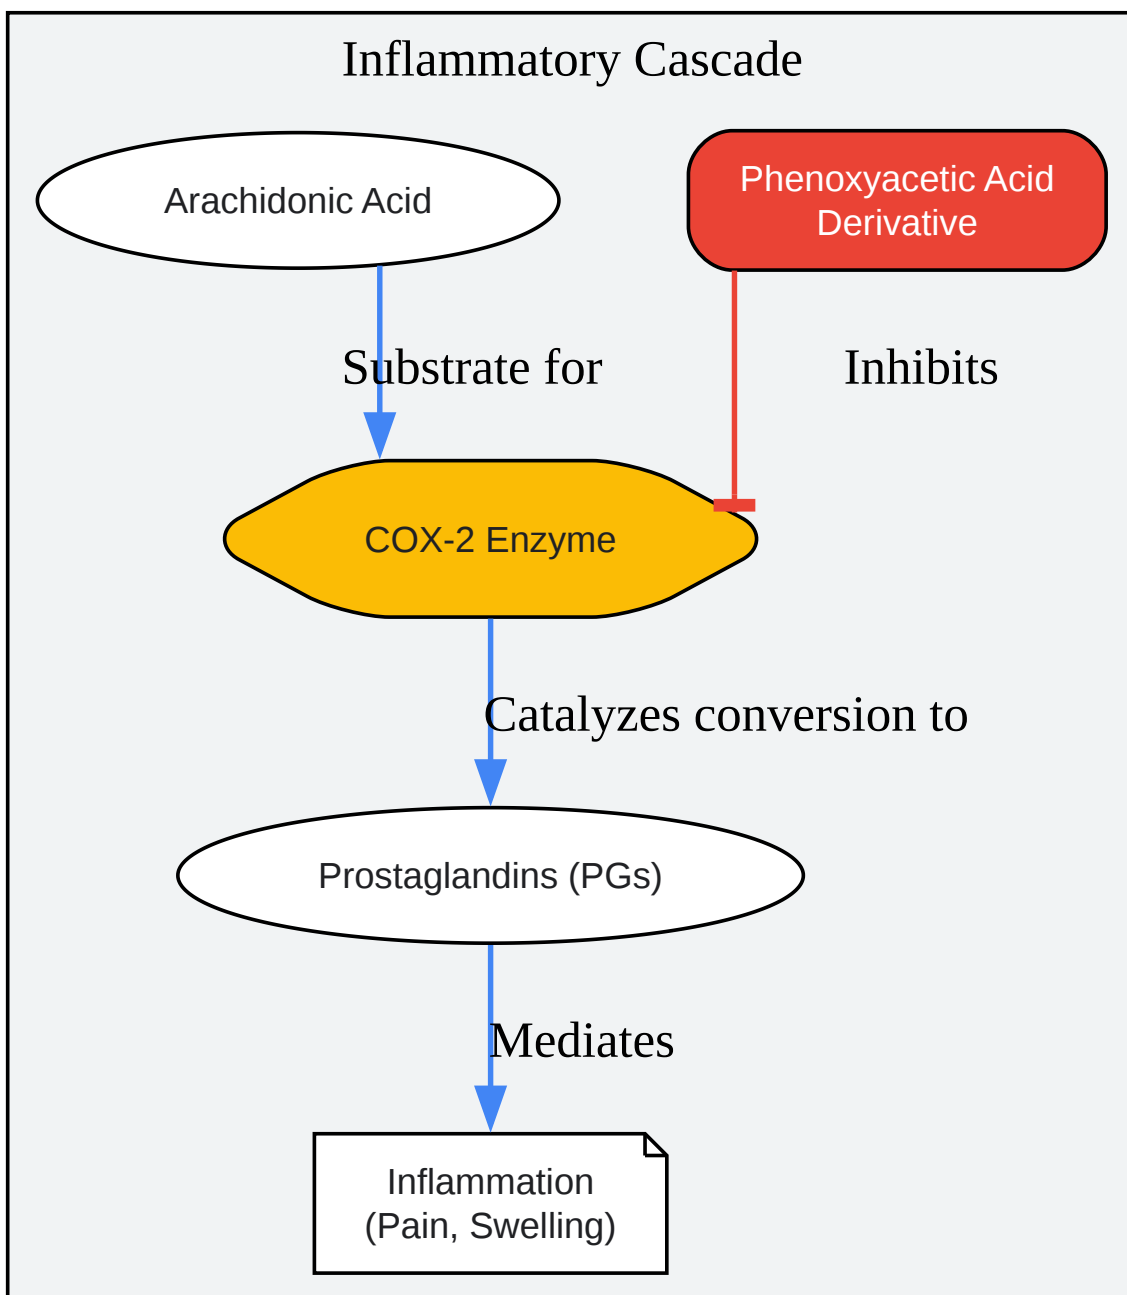 Inflammatory Cascade
Arachidonic Acid
Phenoxyacetic Acid
Derivative
Substrate for
Inhibits
COX-2 Enzyme
Catalyzes conversion to
Prostaglandins (PGs)
Mediates
Inflammation
(Pain, Swelling)